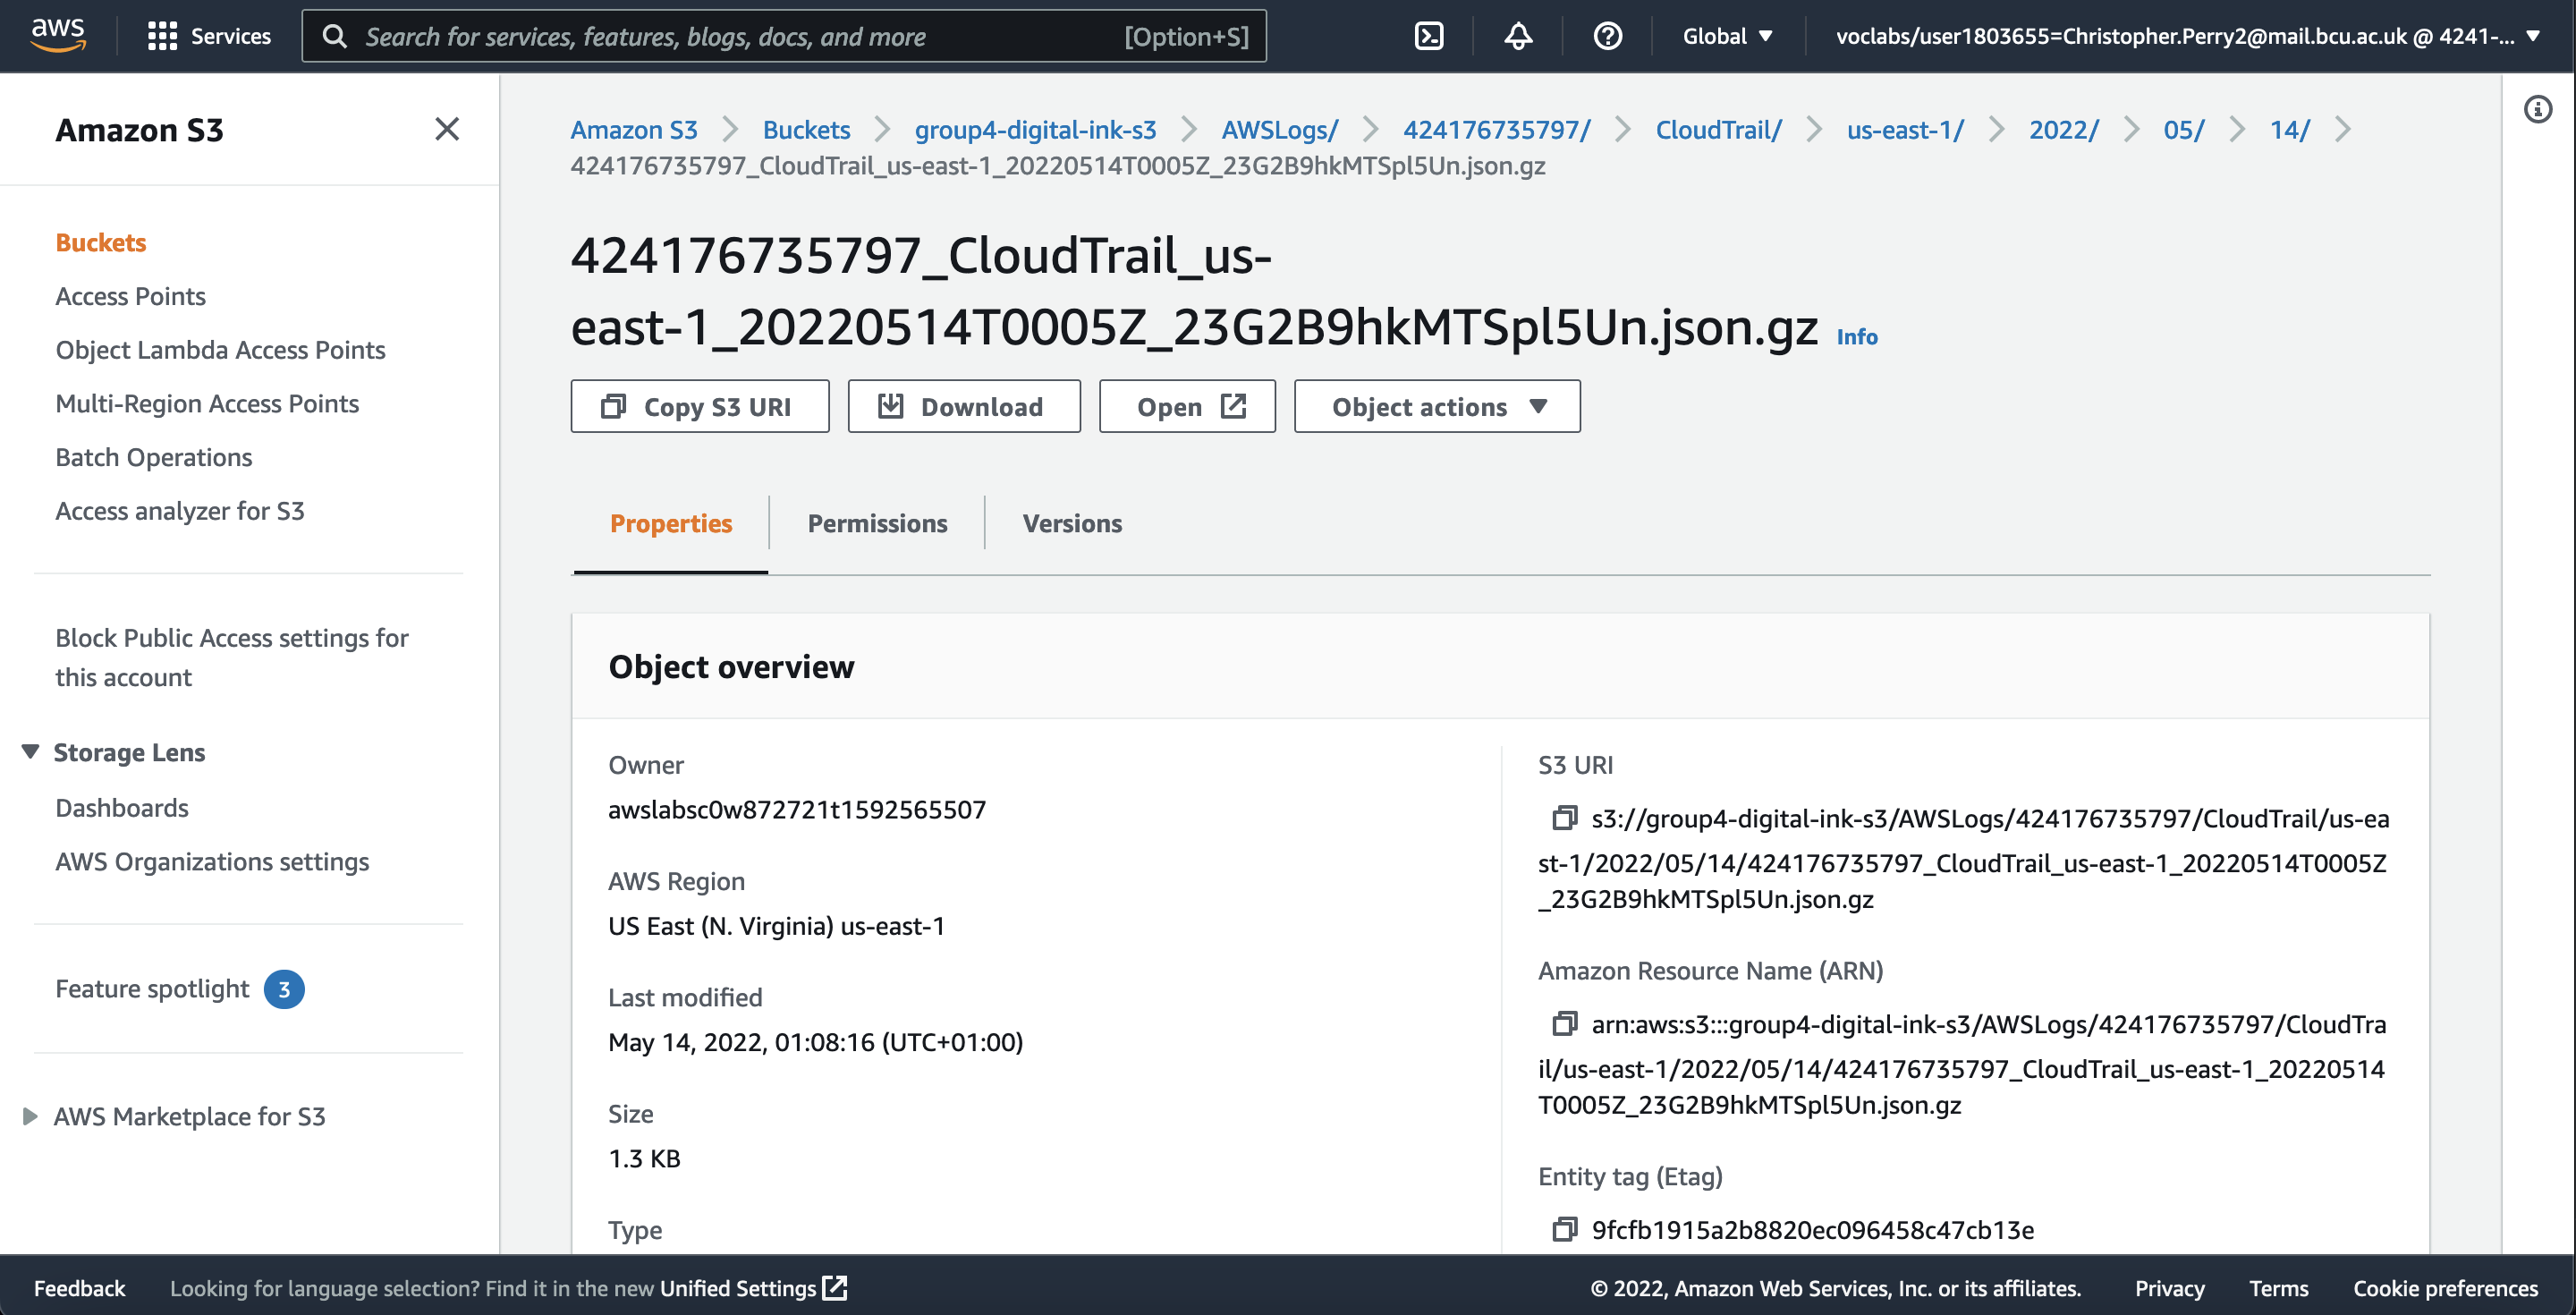 aws
Services
Search for services, features, blogs, docs, and more [Option+S]
Global
voclabs/user1803655=Christopher.Perry2@mail.bcu.ac.uk @ 4241-...
Amazon S3
Buckets
Access Points
Object Lambda Access Points
Multi-Region Access Points
Batch Operations
Access analyzer for S3
Block Public Access settings for
this account
Storage Lens
Dashboards
AWS Organizations settings
Feature spotlight 3
AWS Marketplace for S3
Amazon S3 > Buckets > group4-digital-ink-s3 > AWSLogs/ > 424176735797/ > CloudTrail/ > us-east-1/ > 2022/ > 05/ > 14/ >
424176735797_CloudTrail_us-east-1_20220514T0005Z_23G2B9hkMTSpl5Un.json.gz
424176735797_CloudTrail_us-
east-1_20220514T0005Z_23G2B9hkMTSpl5Un.json.gz Info
Copy S3 URI
Download
Open
Object actions
Properties
Permissions
Versions
Object overview
Owner
awslabsc0w872721t1592565507
AWS Region
US East (N. Virginia) us-east-1
Last modified
May 14, 2022, 01:08:16 (UTC+01:00)
Size
1.3 KB
Type
S3 URI
s3://group4-digital-ink-s3/AWSLogs/424176735797/CloudTrail/us-ea
st-1/2022/05/14/424176735797_CloudTrail_us-east-1_20220514T0005Z
_23G2B9hkMTSpl5Un.json.gz
Amazon Resource Name (ARN)
arn:aws:s3:::group4-digital-ink-s3/AWSLogs/424176735797/CloudTra
il/us-east-1/2022/05/14/424176735797_CloudTrail_us-east-1_20220514
T0005Z_23G2B9hkMTSpl5Un.json.gz
Entity tag (Etag)
9fcfb1915a2b8820ec096458c47cb13e
Feedback
Looking for language selection? Find it in the new Unified Settings
© 2022, Amazon Web Services, Inc. or its affiliates.
Privacy
Terms
Cookie preferences